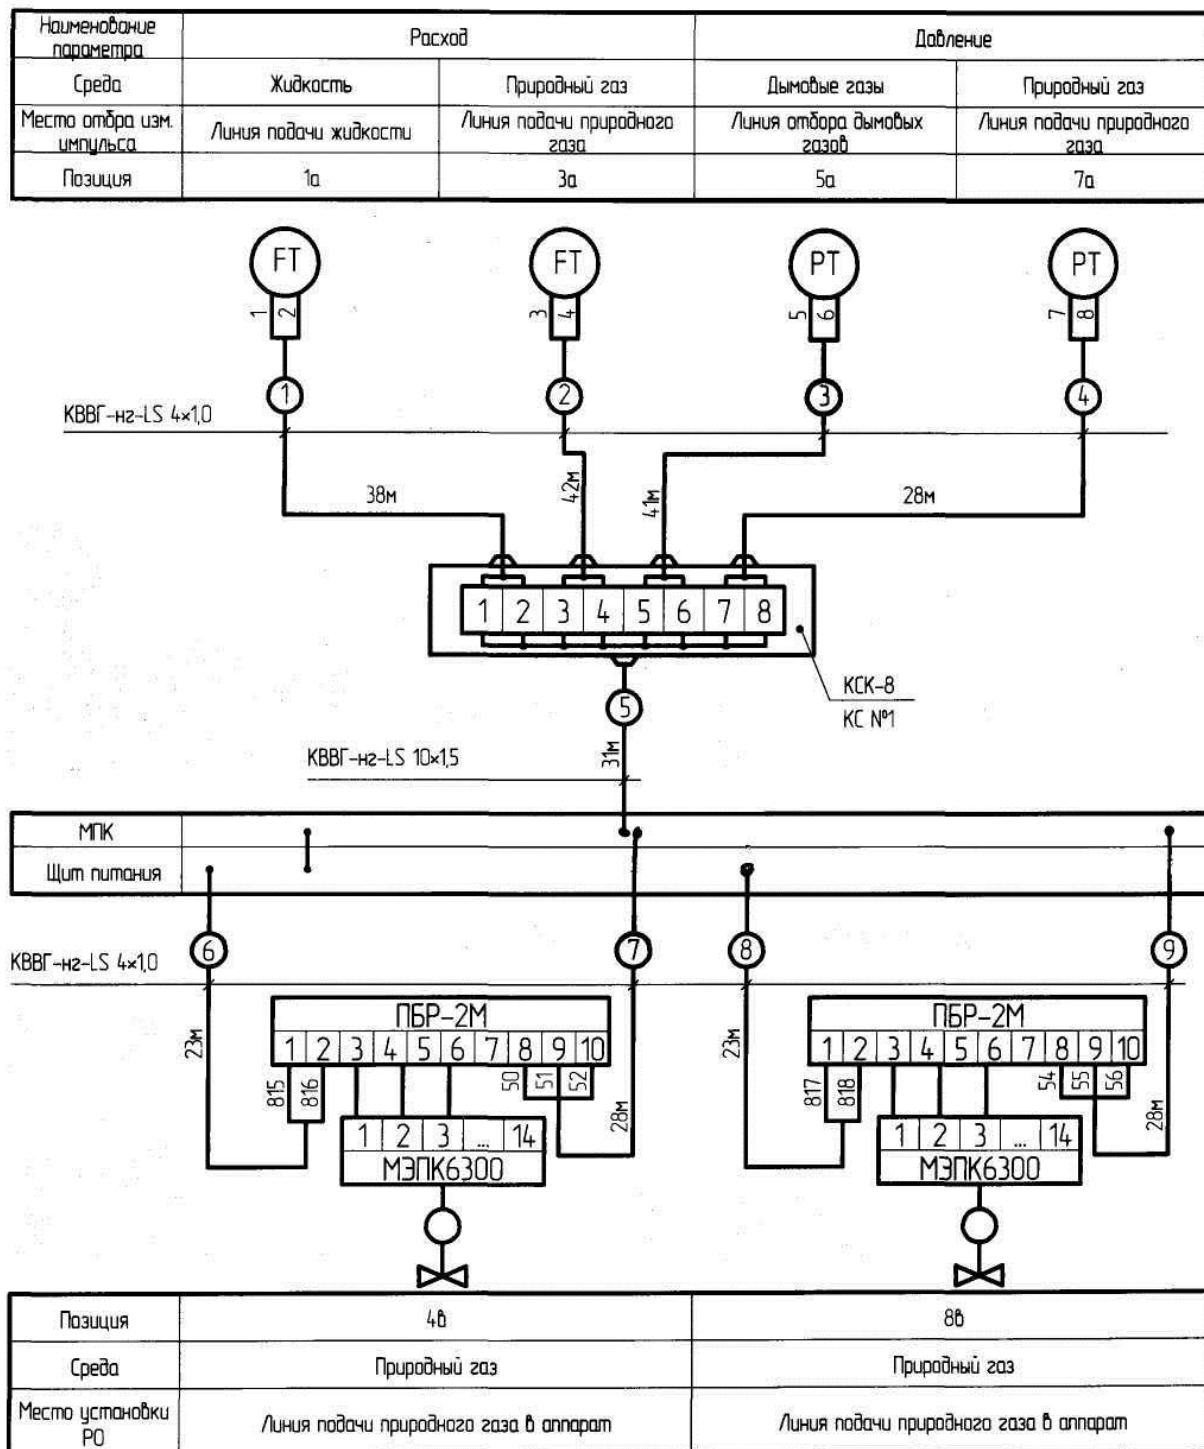 Наименование параметра Расход Давление
Среда Жидкость Природный газ Дымовые газы Природный газ
Место отбра изм. импульса Линия подачи жидкости Линия подачи природного газа Линия отбора дымовых газов Линия подачи природного газа
Позиция 1а 3а 5а 7а
FT FT PT PT
1 2 3 4 5 6 7 8
1 2 3 4
КВВГ-нг-LS 4×1,0
38м 42м 41м 28м
1 2 3 4 5 6 7 8
КСК-8
КС №1
5
КВВГ-нг-LS 10×1,5
31м
МПК
Щит питания
6 7 8 9
КВВГ-нг-LS 4×1,0
ПБР-2М ПБР-2М
23м 1 2 3 4 5 6 7 8 9 10 23м 1 2 3 4 5 6 7 8 9 10
815 816 50 51 52 28м 817 818 54 55 56 28м
1 2 3 ... 14 1 2 3 ... 14
МЭПК6300 МЭПК6300
Позиция 4в 8в
Среда Природный газ Природный газ
Место установки РО Линия подачи природного газа в аппарат Линия подачи природного газа в аппарат